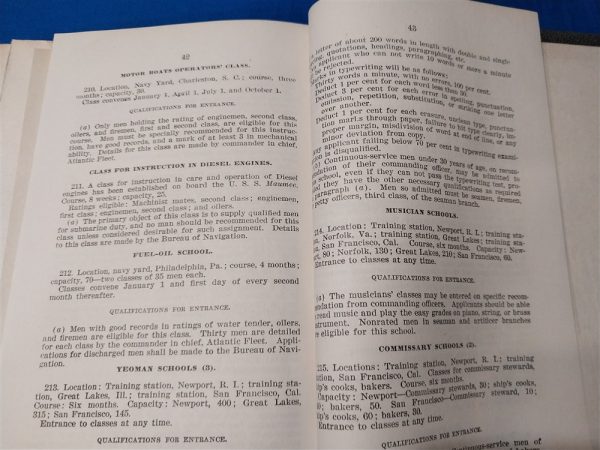 42
MOTOR BOATS OPERATORS' CLASS.
210. Location, Navy Yard, Charleston, S. C.; course, three
months; capacity, 30.
Class convenes January 1, April 1, July 1, and October 1.
QUALIFICATIONS FOR ENTRANCE.
(a) Only men holding the rating of enginemen, second class,
oilers, and firemen, first and second class, are eligible for this
course. Men must be specially recommended for this instruc-
tion, have good records, and a mark of at least 3 in mechanical
ability. Details for this class are made by commander in chief,
Atlantic Fleet.
CLASS FOR INSTRUCTION IN DIESEL ENGINES.
211. A class for instruction in care and operation of Diesel
engines has been established on board the U. S. S. Maumee.
Course, 8 weeks; capacity, 25.
Ratings eligible: Machinist mates, second class; enginemen,
first class; enginemen, second class; and oilers.
(a) The primary object of this class is to supply qualified men
for submarine duty, and no man should be recommended for this
class unless considered desirable for such assignment. Details
to this class are made by the Bureau of Navigation.
FUEL-OIL SCHOOL.
212. Location, navy yard, Philadelphia, Pa.; course, 4 months;
capacity, 70—two classes of 35 men each.
Classes convene January 1 and first day of every second
month thereafter.
QUALIFICATIONS FOR ENTRANCE.
(a) Men with good records in ratings of water tender, oilers,
and firemen are eligible for this class. Thirty men are detailed
for each class by the commander in chief, Atlantic Fleet. Appli-
cations for discharged men shall be made to the Bureau of Navi-
gation.
YEOMAN SCHOOLS (3).
213. Location: Training station, Newport, R. I.; training sta-
tion, Great Lakes, Ill.; training station, San Francisco, Cal.
Course: Six months. Capacity: Newport, 400; Great Lakes,
315; San Francisco, 145.
Entrance to classes at any time.
QUALIFICATIONS FOR ENTRANCE.
43
letter of about 200 words in length with double and single
quotations, headings, paragraphing, etc.
applicant who can not write 10 words or more a minute
be rejected.
marks in typewriting will be as follows:
Thirty words a minute, with no errors, 100 per cent.
Deduct 1 per cent for each word less than 30.
Deduct 3 per cent for each error in spelling, punctuation,
omission, repetition, substitution, or striking one letter
over another.
Deduct 1 per cent for each erasure, unclear type, punctua-
tion marks through paper, failure to hit type clearly, im-
proper margin, misdivision of word at end of line, or any
minor deviation from copy.
any applicant failing below 70 per cent in typewriting exami-
tion is disqualified.
Continuous-service men under 30 years of age, on recom-
endation of their commanding officer, may be admitted to
school, even if they can not pass the typewriting test, pro-
ed they have the other necessary qualifications as required
paragraph (a). Men so admitted must be seamen, firemen,
petty officers, third class, of the seaman branch.
MUSICIAN SCHOOLS.
214. Location: Training station, Newport, R. I.; training sta-
n, Norfolk, Va.; training station, Great Lakes; training sta-
a, San Francisco, Cal. Course, six months. Capacity: New-
rt, 80; Norfolk, 130; Great Lakes, 210; San Francisco, 60.
Entrance to classes at any time.
QUALIFICATIONS FOR ENTRANCE.
(a) The musicians' classes may be entered on specific recom-
endation from commanding officers. Applicants should be able
read music and play the easy grades on piano, string, or brass
instrument. Nonrated men in seaman and artificer branches
re eligible for this school.
COMMISSARY SCHOOLS (2).
215. Locations: Training station, Newport, R. I.; training
tation, San Francisco, Cal. Classes for commissary stewards,
ship's cooks, bakers. Course, six months.
Capacity: Newport—Commissary stewards, 30; ship's cooks,
bakers, 50. San Francisco—Commissary steward, 10;
ship's cooks, 60; bakers, 30.
Entrance to classes at any time.
QUALIFICATIONS FOR ENTRANCE.
Continuous-service men of